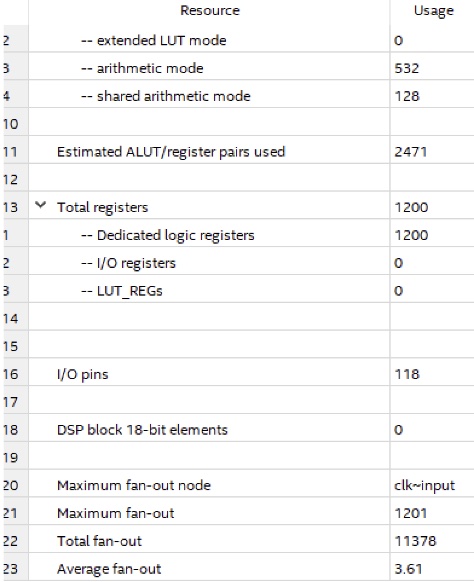 Resource Usage
2 -- extended LUT mode 0
3 -- arithmetic mode 532
4 -- shared arithmetic mode 128
10
11 Estimated ALUT/register pairs used 2471
12
13 Total registers 1200
1 -- Dedicated logic registers 1200
2 -- I/O registers 0
3 -- LUT_REGs 0
14
15
16 I/O pins 118
17
18 DSP block 18-bit elements 0
19
20 Maximum fan-out node clk~input
21 Maximum fan-out 1201
22 Total fan-out 11378
23 Average fan-out 3.61